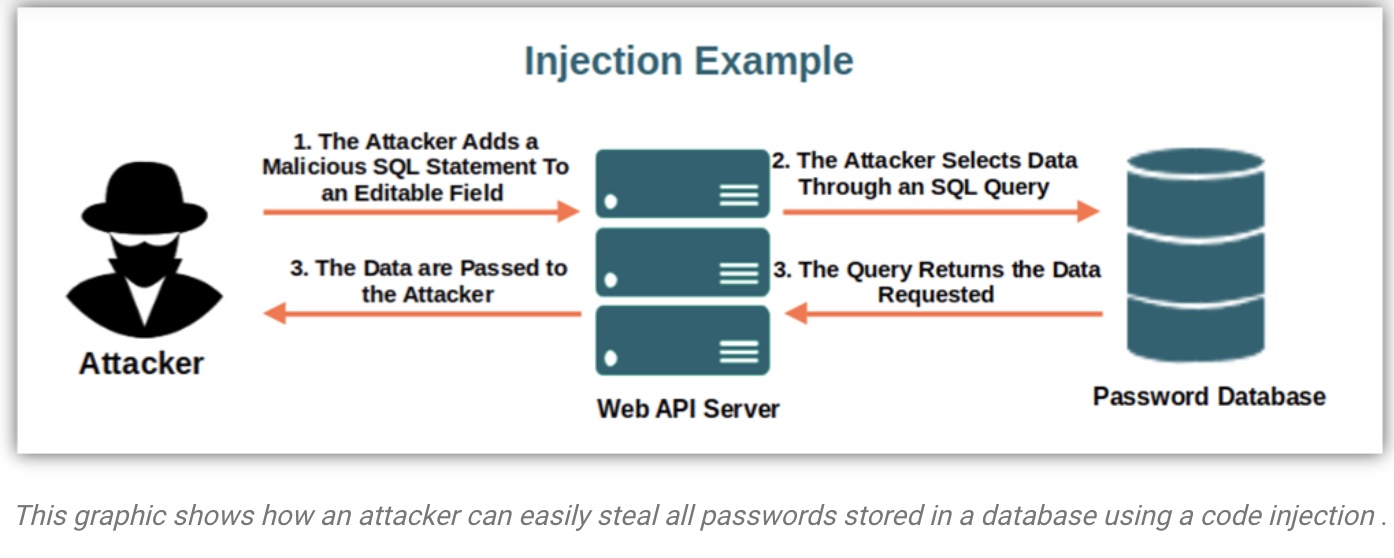 Injection Example
1. The Attacker Adds a
Malicious SQL Statement To
an Editable Field
2. The Attacker Selects Data
Through an SQL Query
3. The Data are Passed to
the Attacker
3. The Query Returns the Data
Requested
Attacker
Web API Server
Password Database
This graphic shows how an attacker can easily steal all passwords stored in a database using a code injection .